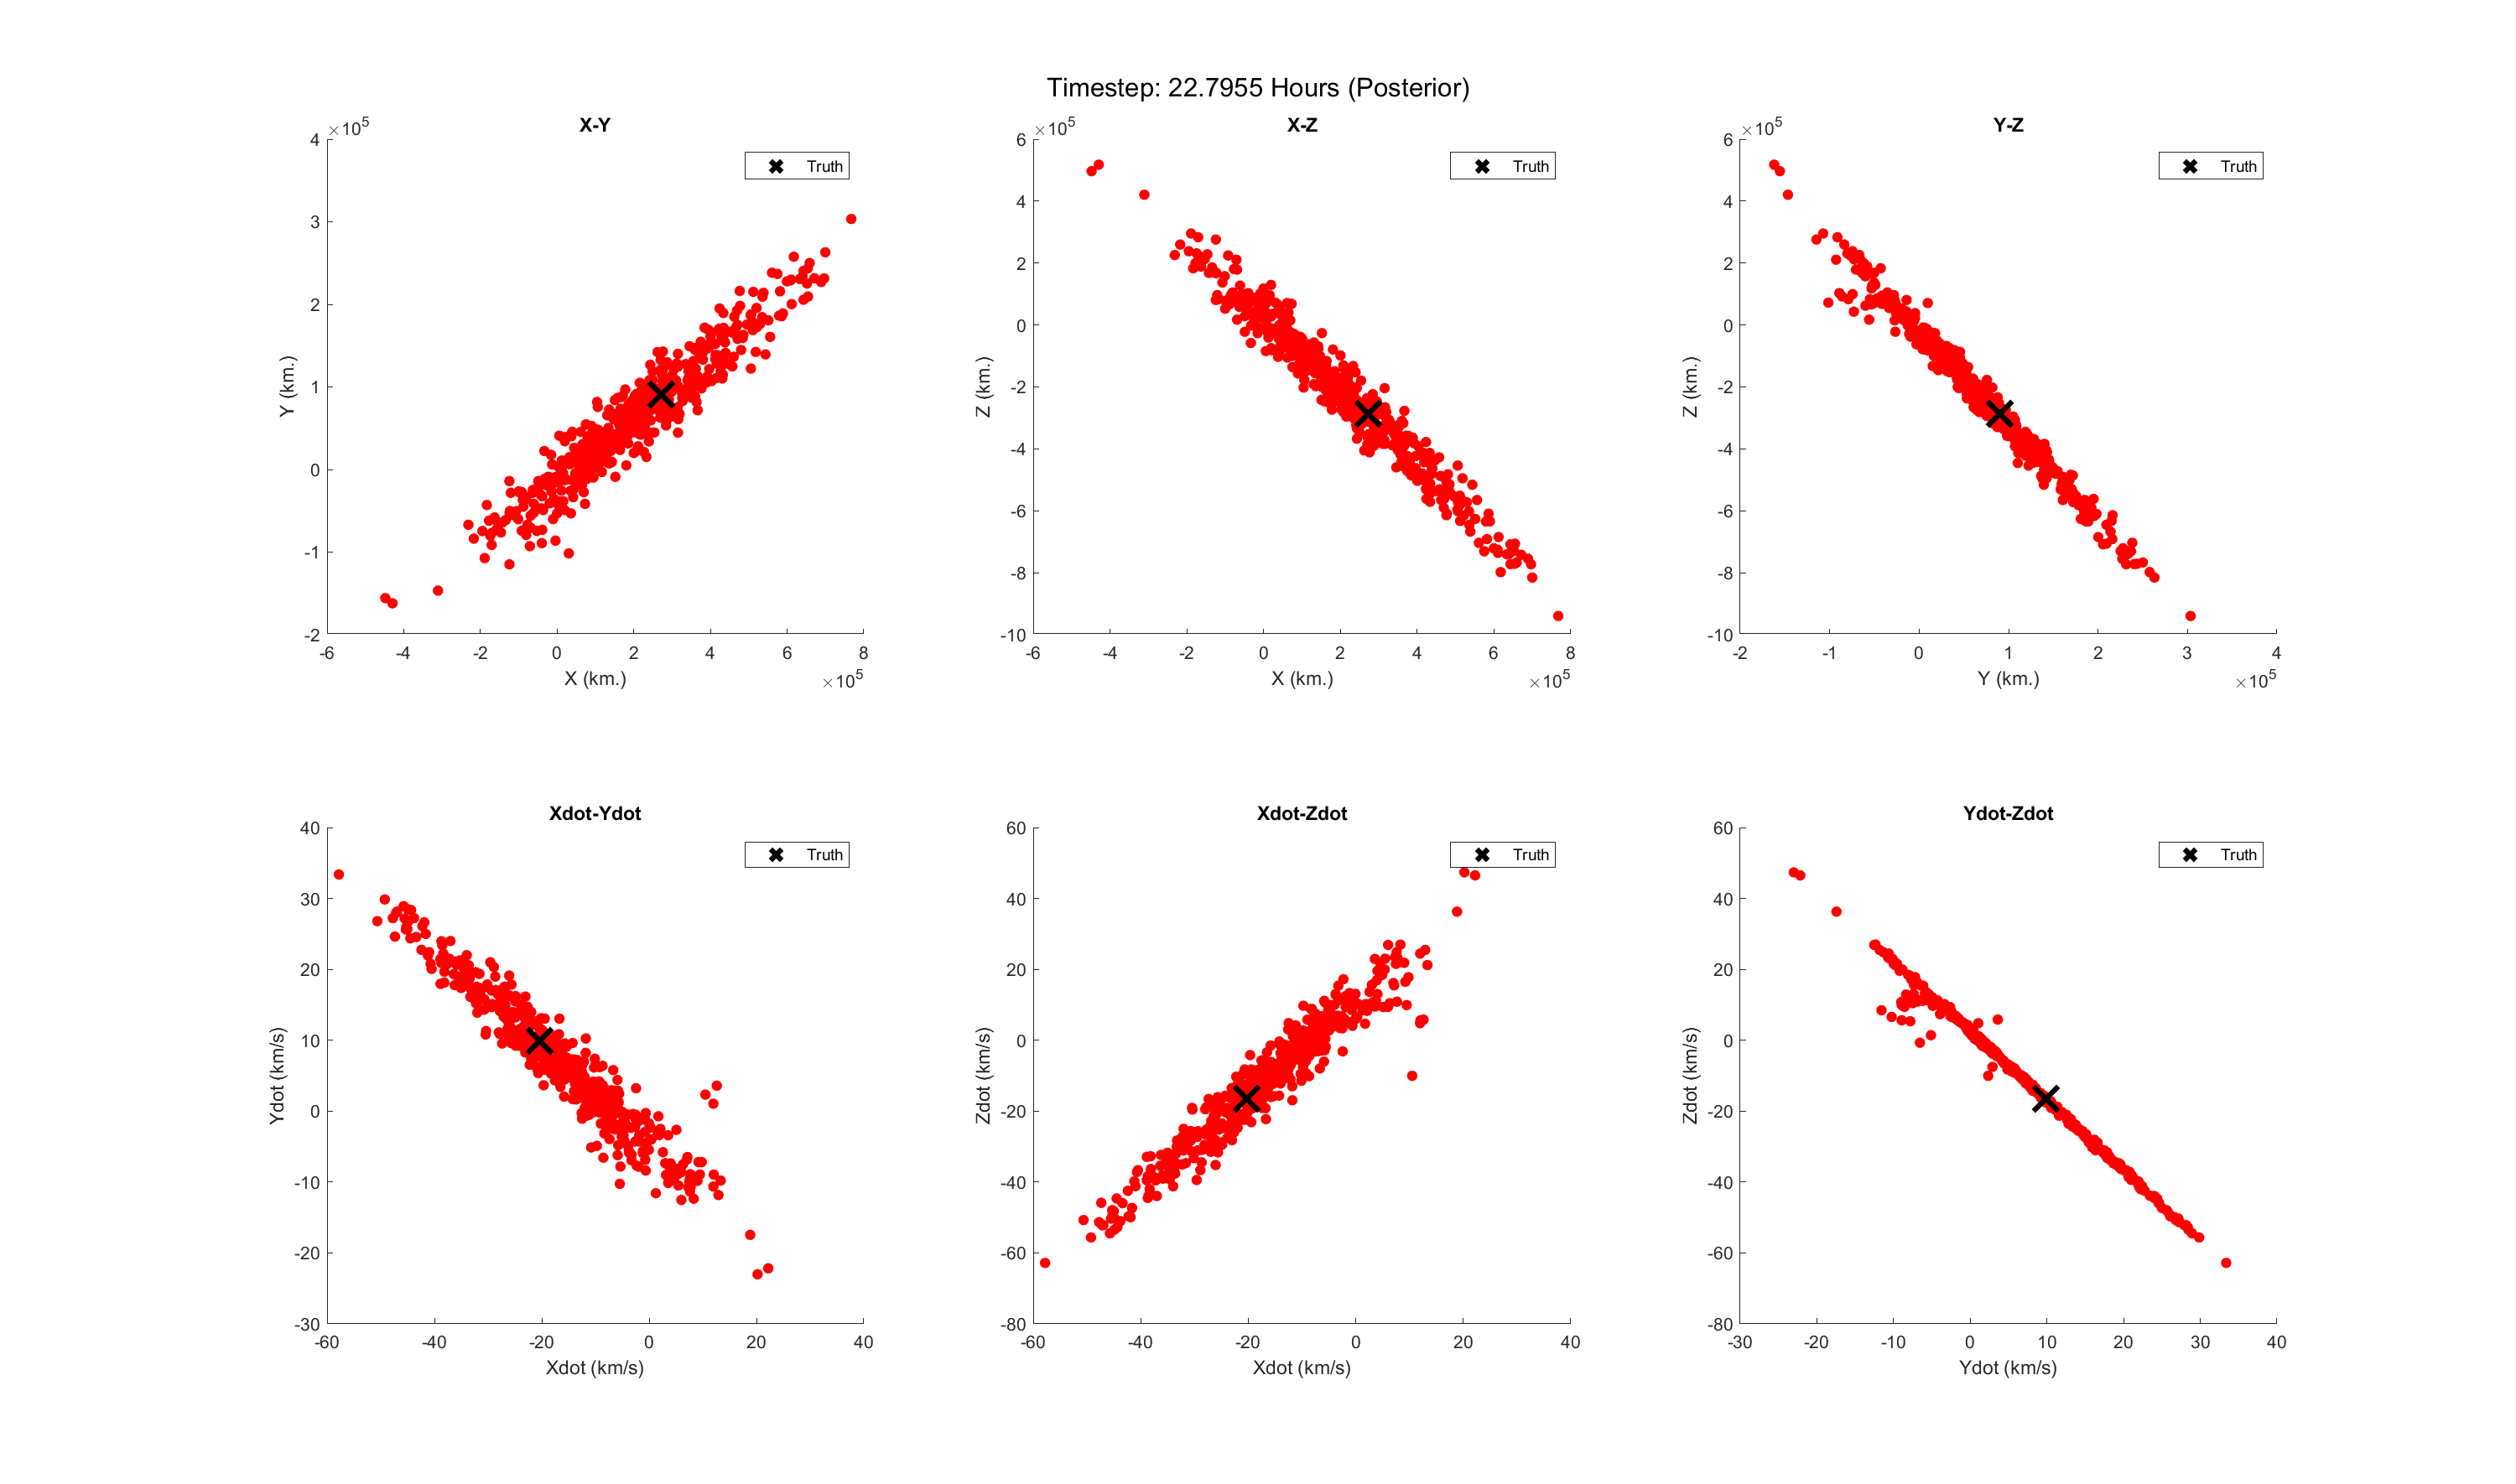 Timestep: 22.7955 Hours (Posterior)
X-Y
×10^5
4
3
2
1
0
-1
-2
Y (km.)
Truth
-6 -4 -2 0 2 4 6 8
X (km.)
×10^5
X-Z
×10^5
6
4
2
0
-2
-4
-6
-8
-10
Z (km.)
Truth
-6 -4 -2 0 2 4 6 8
X (km.)
×10^5
Y-Z
×10^5
6
4
2
0
-2
-4
-6
-8
-10
Z (km.)
Truth
-2 -1 0 1 2 3 4
Y (km.)
×10^5
Xdot-Ydot
40
30
20
10
0
-10
-20
-30
Ydot (km/s)
Truth
-60 -40 -20 0 20 40
Xdot (km/s)
Xdot-Zdot
60
40
20
0
-20
-40
-60
-80
Zdot (km/s)
Truth
-60 -40 -20 0 20 40
Xdot (km/s)
Ydot-Zdot
60
40
20
0
-20
-40
-60
-80
Zdot (km/s)
Truth
-30 -20 -10 0 10 20 30 40
Ydot (km/s)